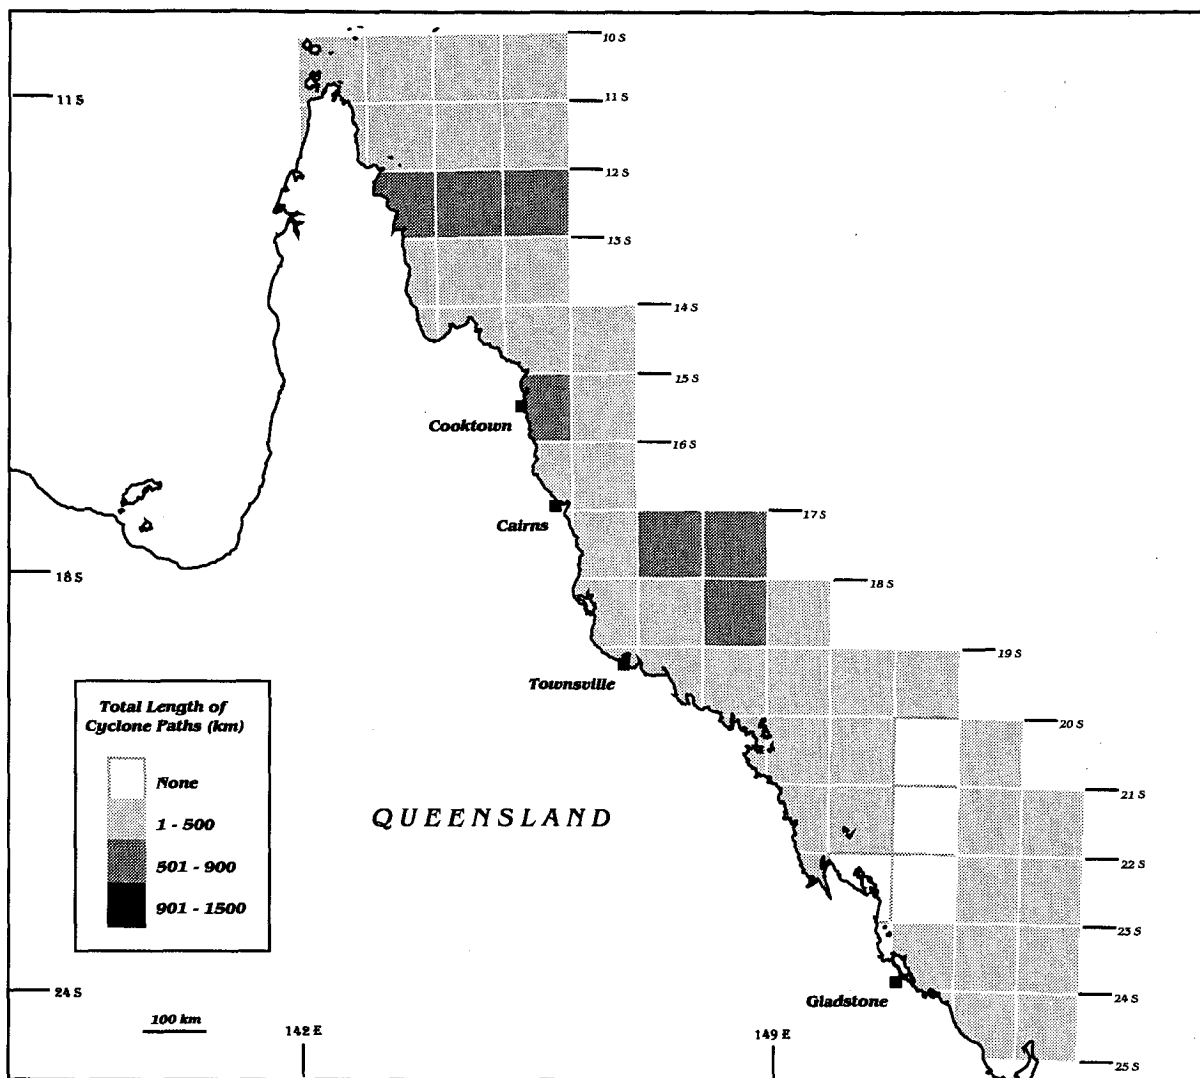 10 S
11 S
11 S
12 S
13 S
14 S
15 S
Cooktown
16 S
17 S
Cairns
18 S
18 S
19 S
Townsville
Total Length of
Cyclone Paths (km)
None
1 - 500
501 - 900
901 - 1500
20 S
21 S
QUEENSLAND
22 S
23 S
24 S
24 S
Gladstone
100 km
142 E
149 E
25 S